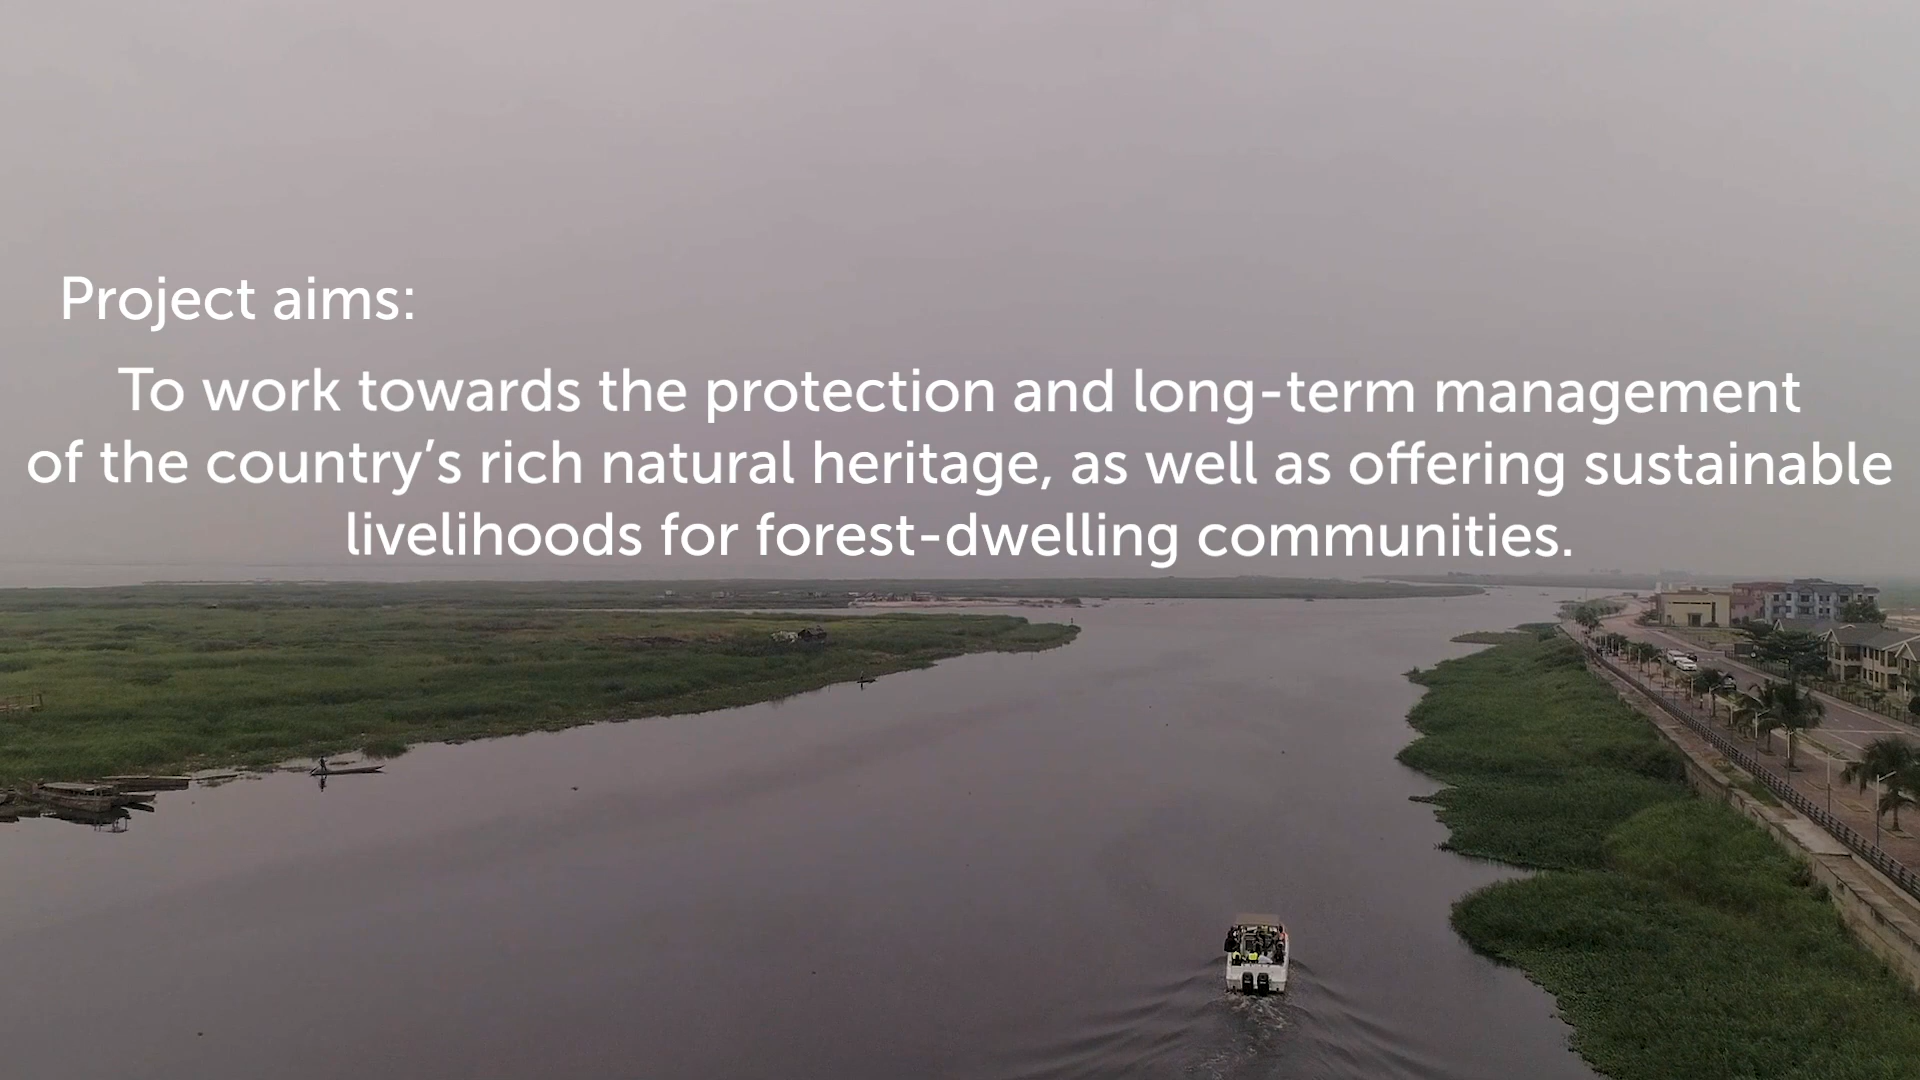 Project aims:
To work towards the protection and long-term management
of the country’s rich natural heritage, as well as offering sustainable
livelihoods for forest-dwelling communities.